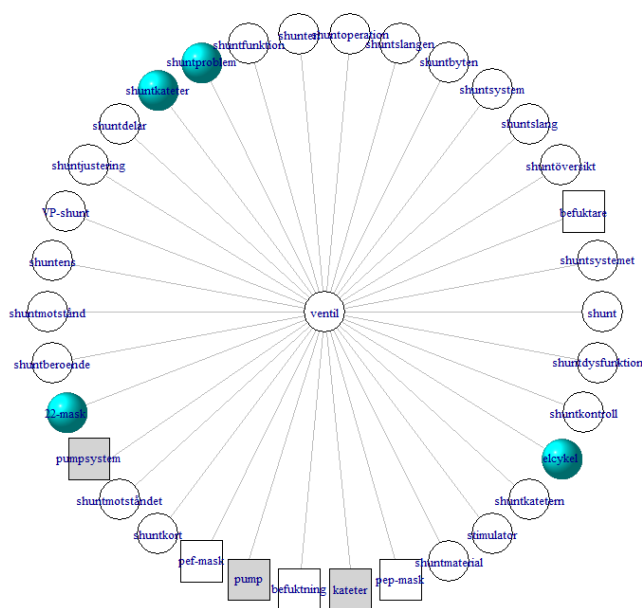 shuntoperation
shunten
shuntslangen
shuntfunktion
shuntbyten
shuntproblem
shuntsystem
shuntkateter
shuntslang
shuntdelar
shuntöversikt
shuntjustering
befuktare
VP-shunt
shuntsystemet
shuntens
shuntmotstånd
ventil
shunt
shuntberoende
shuntdysfunktion
22-mask
shuntkontroll
pumpsystem
elcykel
shuntmotståndet
shuntkatetern
shuntkort
stimulator
pef-mask
shuntmaterial
pump
befuktning
kateter
pep-mask